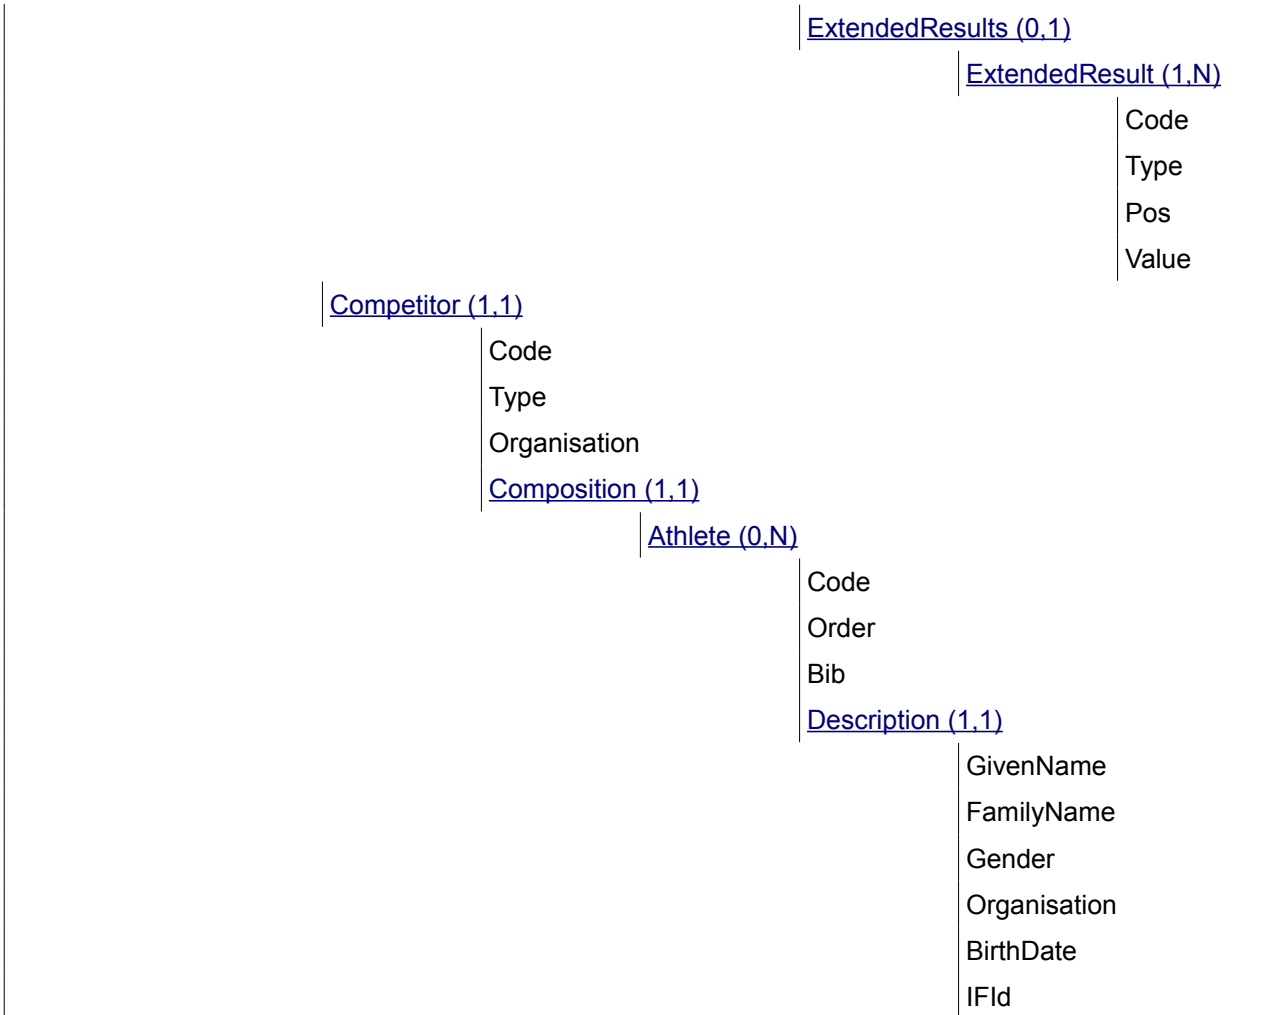 ExtendedResults (0,1)
ExtendedResult (1,N)
Code
Type
Pos
Value
Competitor (1,1)
Code
Type
Organisation
Composition (1,1)
Athlete (0,N)
Code
Order
Bib
Description (1,1)
GivenName
FamilyName
Gender
Organisation
BirthDate
IFId